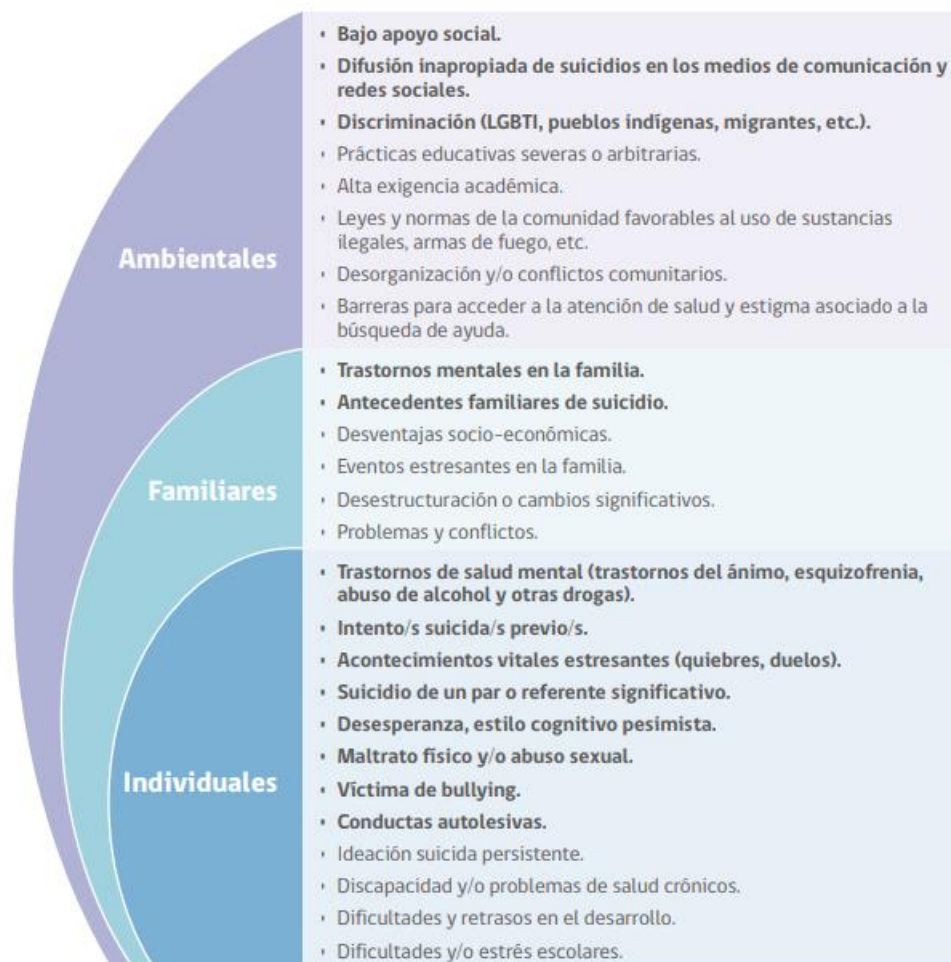 • Bajo apoyo social.
• Difusión inapropiada de suicidios en los medios de comunicación y
redes sociales.
• Discriminación (LGBTI, pueblos indígenas, migrantes, etc.).
• Prácticas educativas severas o arbitrarias.
• Alta exigencia académica.
• Leyes y normas de la comunidad favorables al uso de sustancias
ilegales, armas de fuego, etc.
Ambientales
• Desorganización y/o conflictos comunitarios.
• Barreras para acceder a la atención de salud y estigma asociado a la
búsqueda de ayuda.
• Trastornos mentales en la familia.
• Antecedentes familiares de suicidio.
• Desventajas socio-económicas.
• Eventos estresantes en la familia.
Familiares
• Desestructuración o cambios significativos.
• Problemas y conflictos.
• Trastornos de salud mental (trastornos del ánimo, esquizofrenia,
abuso de alcohol y otras drogas).
• Intento/s suicida/s previo/s.
• Acontecimientos vitales estresantes (quiebres, duelos).
• Suicidio de un par o referente significativo.
• Desesperanza, estilo cognitivo pesimista.
• Maltrato físico y/o abuso sexual.
Individuales
• Víctima de bullying.
• Conductas autolesivas.
• Ideación suicida persistente.
• Discapacidad y/o problemas de salud crónicos.
• Dificultades y retrasos en el desarrollo.
• Dificultades y/o estrés escolares.